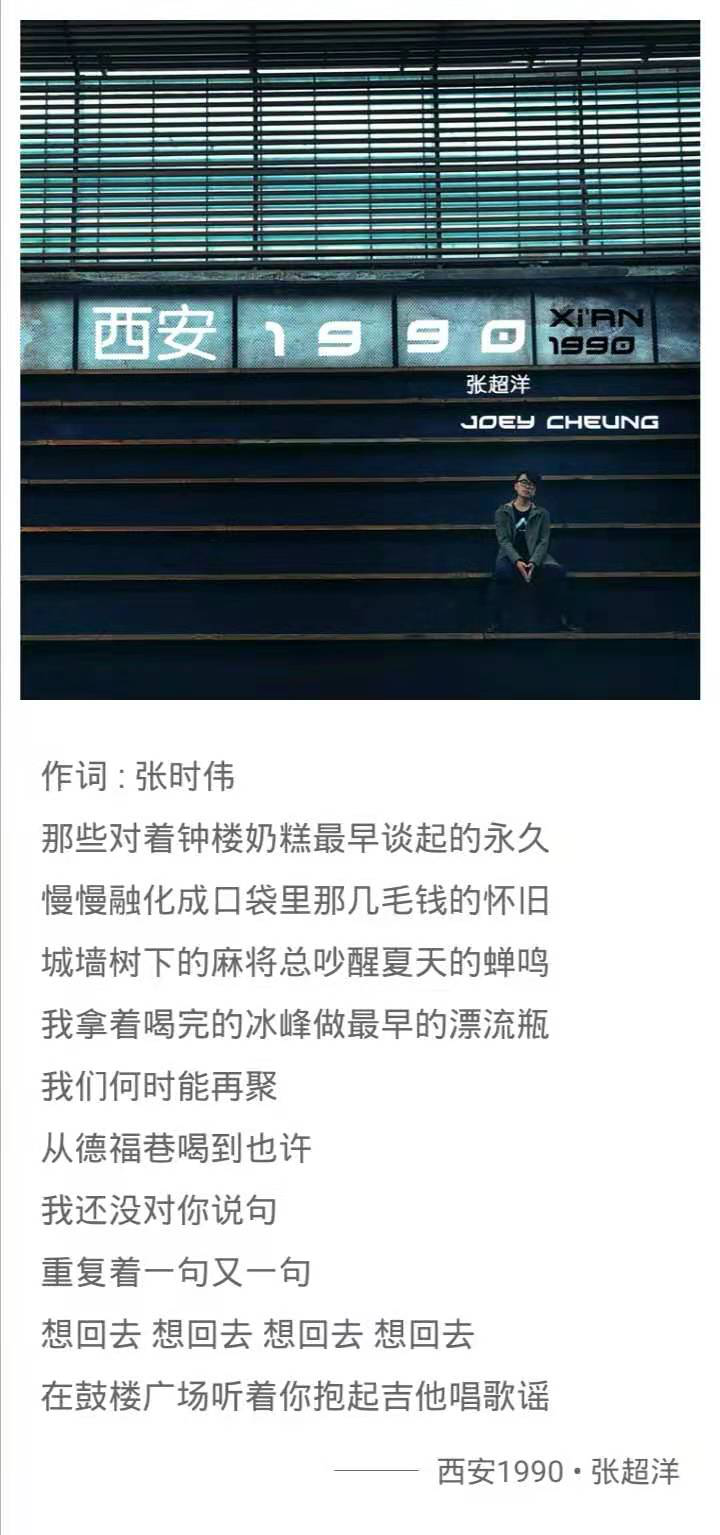 西安 1990 Xi'AN
1990
张超洋
JOEY CHEUNG
作词 : 张时伟
那些对着钟楼奶糕最早谈起的永久
慢慢融化成口袋里那几毛钱的怀旧
城墙树下的麻将总吵醒夏天的蝉鸣
我拿着喝完的冰峰做最早的漂流瓶
我们何时能再聚
从德福巷喝到也许
我还没对你说句
重复着一句又一句
想回去 想回去 想回去 想回去
在鼓楼广场听着你抱起吉他唱歌谣
—— 西安1990 • 张超洋